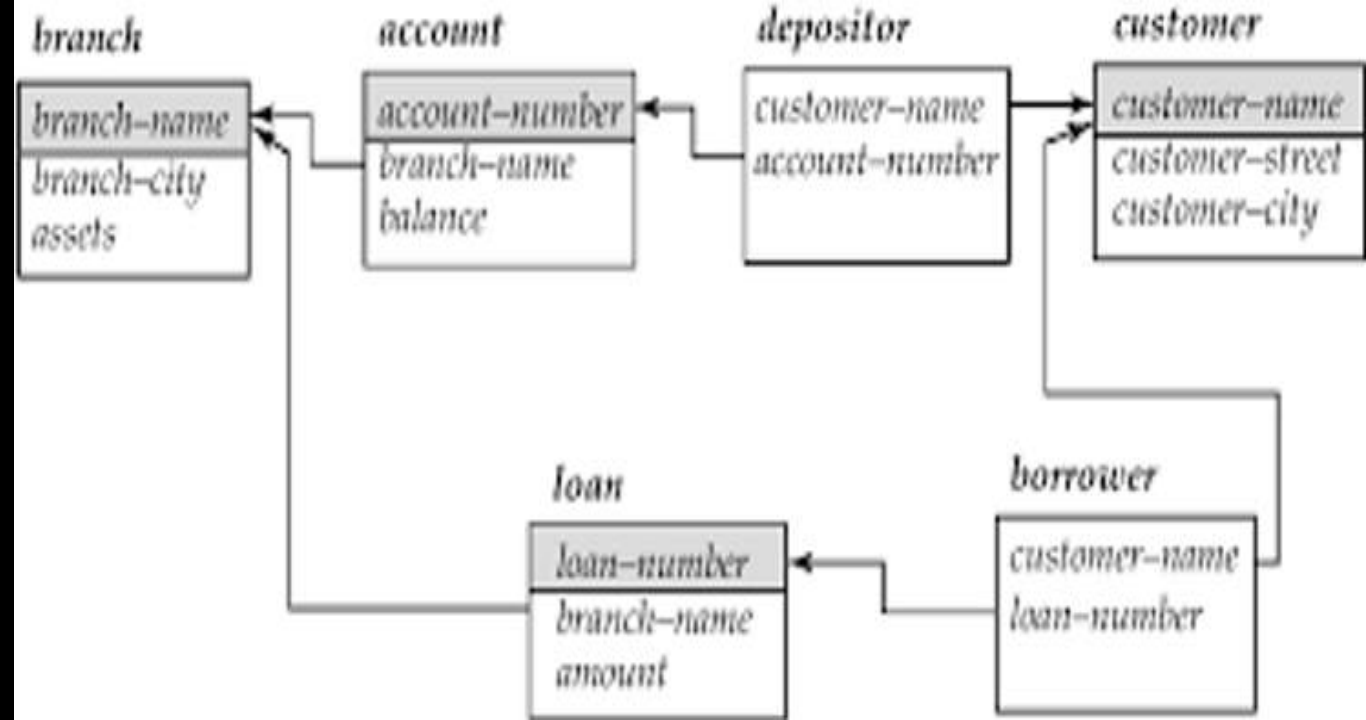 branch
branch-name
branch-city
assets
account
account-number
branch-name
balance
depositor
customer-name
account-number
customer
customer-name
customer-street
customer-city
loan
loan-number
branch-name
amount
borrower
customer-name
loan-number